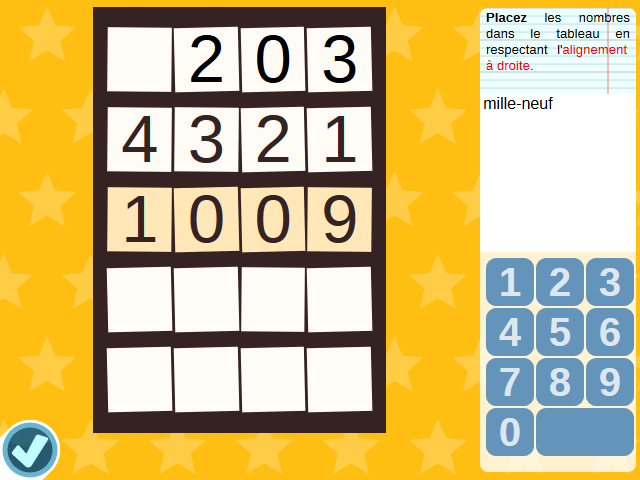 Placez les nombres
dans le tableau en
respectant l'alignement
à droite.
mille-neuf
2 0 3
4 3 2 1
1 0 0 9
1 2 3
4 5 6
7 8 9
0